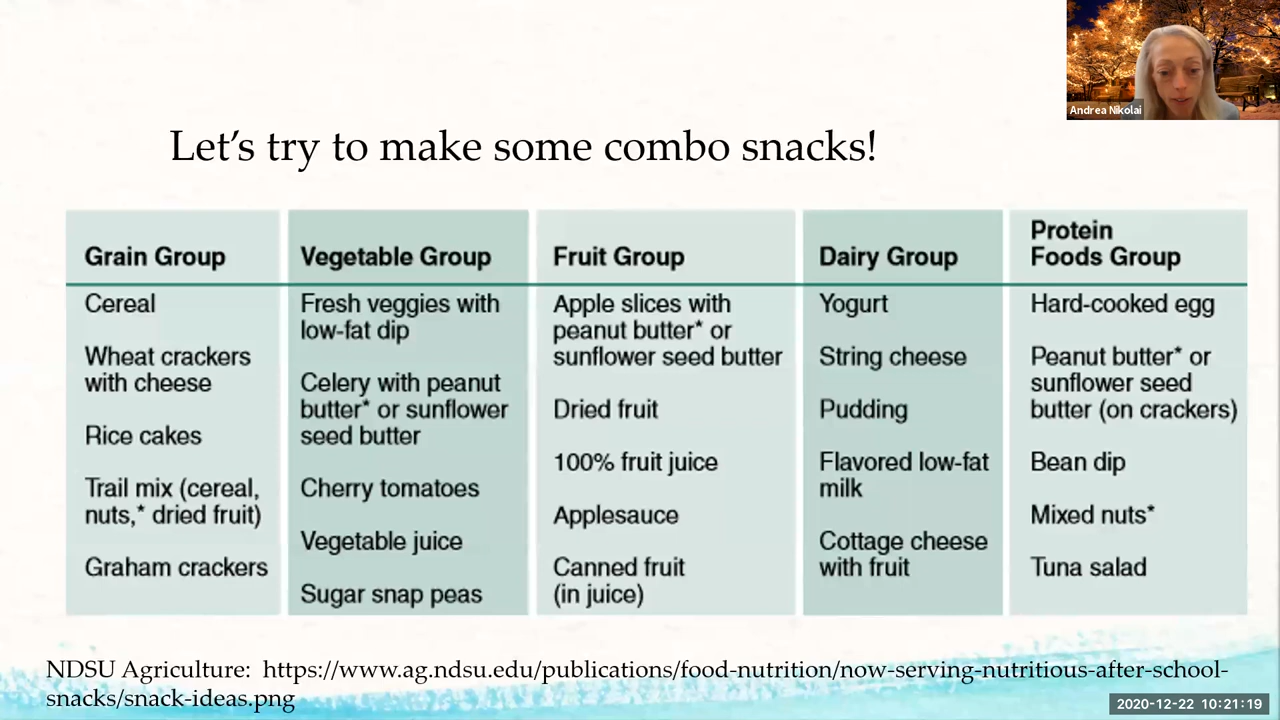 Andrea Nikolai
Let's try to make some combo snacks!
Grain Group
Cereal
Wheat crackers
with cheese
Rice cakes
Trail mix (cereal,
nuts,* dried fruit)
Graham crackers
Vegetable Group
Fresh veggies with
low-fat dip
Celery with peanut
butter* or sunflower
seed butter
Cherry tomatoes
Vegetable juice
Sugar snap peas
Fruit Group
Apple slices with
peanut butter* or
sunflower seed butter
Dried fruit
100% fruit juice
Applesauce
Canned fruit
(in juice)
Dairy Group
Yogurt
String cheese
Pudding
Flavored low-fat
milk
Cottage cheese
with fruit
Protein
Foods Group
Hard-cooked egg
Peanut butter* or
sunflower seed
butter (on crackers)
Bean dip
Mixed nuts*
Tuna salad
NDSU Agriculture:  https://www.ag.ndsu.edu/publications/food-nutrition/now-serving-nutritious-after-school-
snacks/snack-ideas.png
2020-12-22 10:21:19